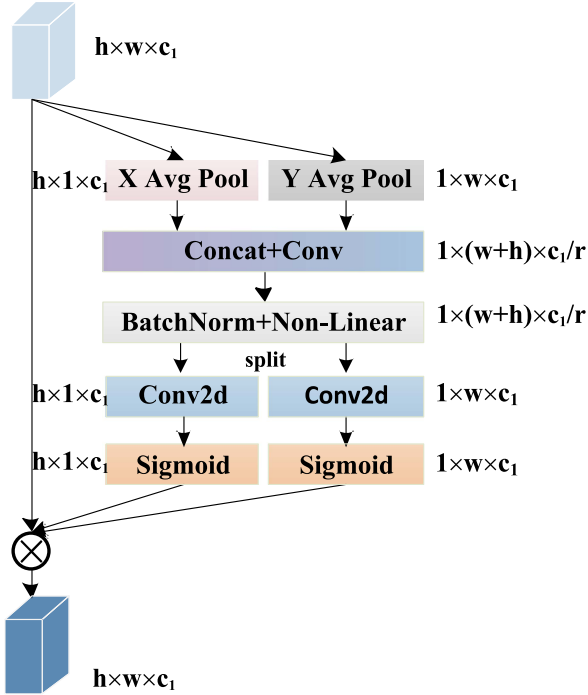 h×w×c₁
h×1×c₁ X Avg Pool Y Avg Pool 1×w×c₁
Concat+Conv 1×(w+h)×c₁/r
BatchNorm+Non-Linear 1×(w+h)×c₁/r
split
h×1×c₁ Conv2d Conv2d 1×w×c₁
h×1×c₁ Sigmoid Sigmoid 1×w×c₁
h×w×c₁